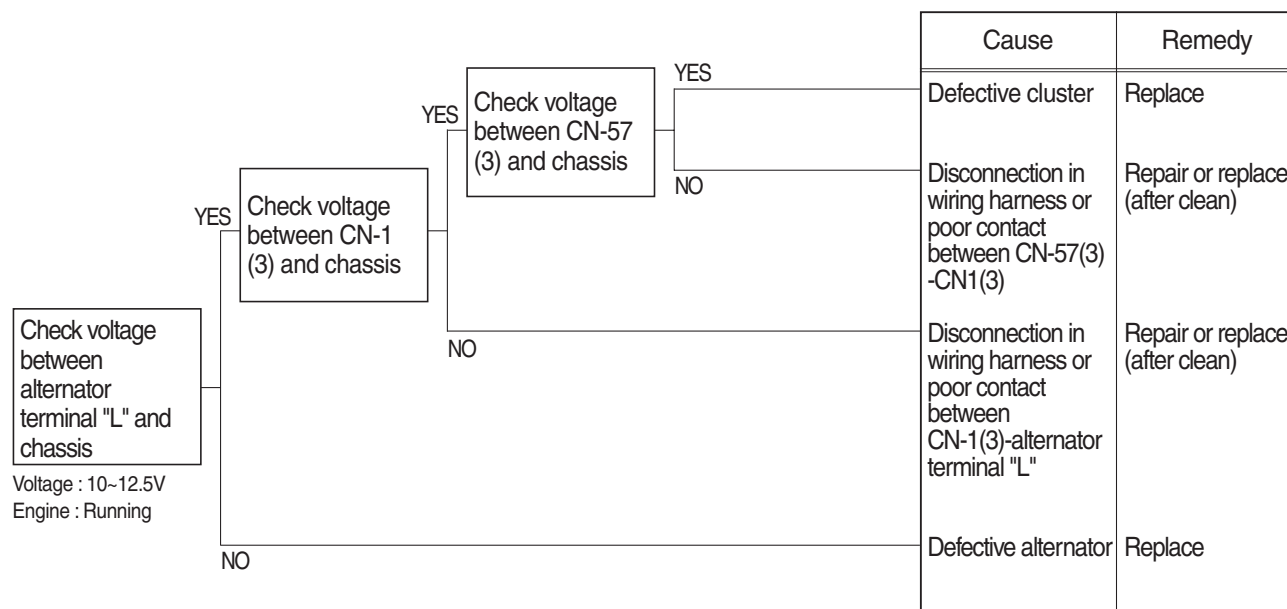 Cause
Remedy
YES
Check voltage
between CN-57
(3) and chassis
YES
Defective cluster
Replace
NO
Disconnection in
wiring harness or
poor contact
between CN-57(3)
-CN1(3)
Repair or replace
(after clean)
YES
Check voltage
between CN-1
(3) and chassis
NO
Disconnection in
wiring harness or
poor contact
between
CN-1(3)-alternator
terminal "L"
Repair or replace
(after clean)
Check voltage
between
alternator
terminal "L" and
chassis
Voltage : 10~12.5V
Engine : Running
NO
Defective alternator
Replace